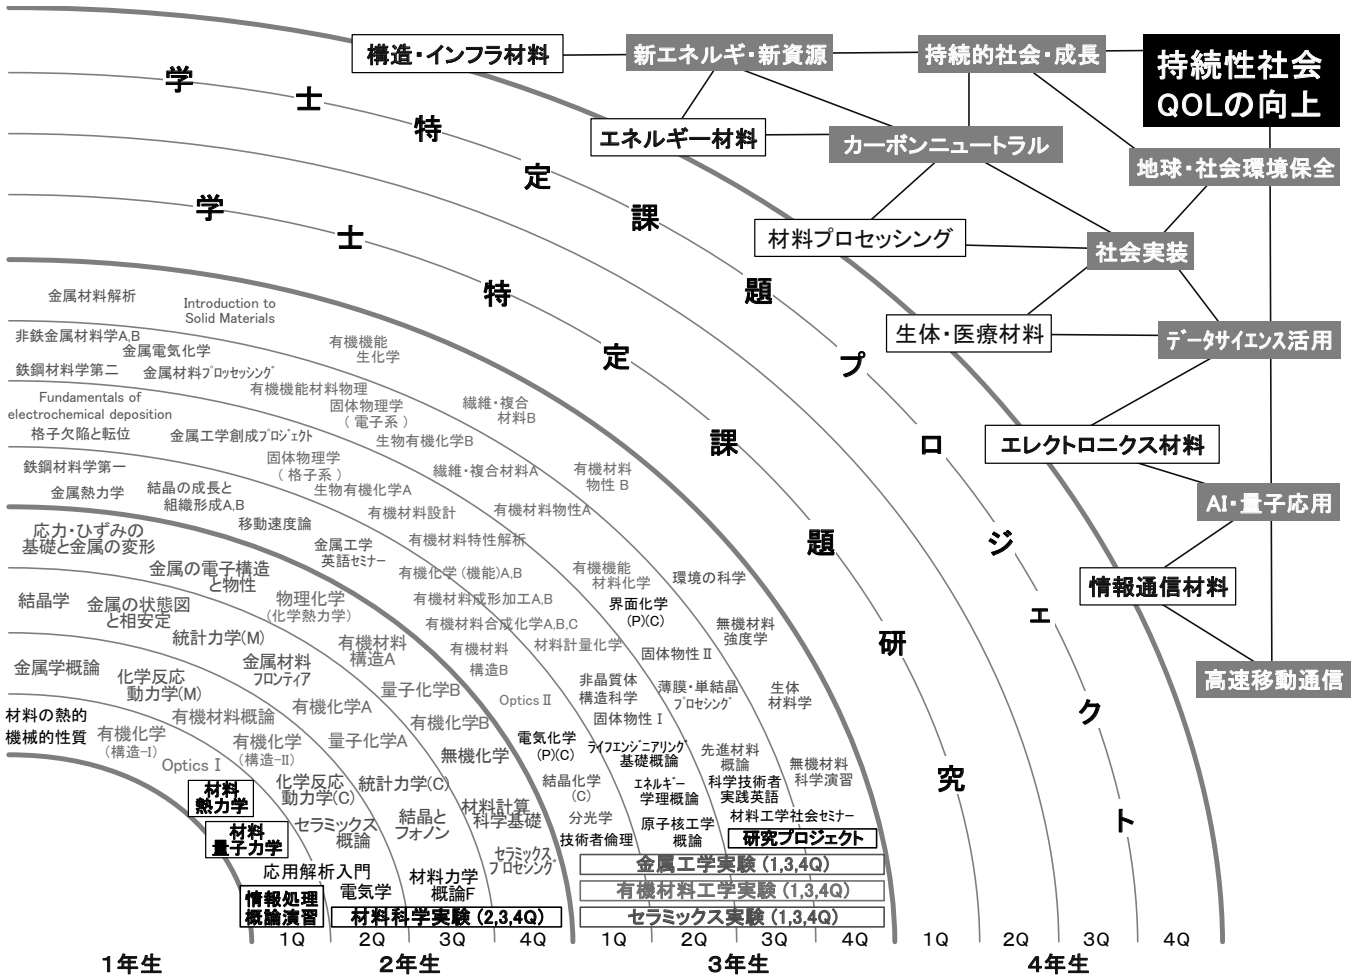 構造・インフラ材料
新エネルギ・新資源
持続的社会・成長
持続性社会
QOLの向上
エネルギー材料
カーボンニュートラル
地球・社会環境保全
材料プロセッシング
社会実装
生体・医療材料
データサイエンス活用
エレクトロニクス材料
AI・量子応用
情報通信材料
高速移動通信
学士特定課題プロジェクト
学士特定課題研究
金属材料解析
Introduction to
Solid Materials
非鉄金属材料学A,B
金属電気化学
有機機能
生化学
鉄鋼材料学第二
金属材料プロッセッシング
有機機能材料物理
Fundamentals of
electrochemical deposition
固体物理学
(電子系)
繊維・複合
材料B
格子欠陥と転位
金属工学創成プロジェクト
生物有機化学B
鉄鋼材料学第一
固体物理学
(格子系)
繊維・複合材料A
有機材料
物性 B
金属熱力学
結晶の成長と
組織形成A,B
生物有機化学A
有機材料設計
有機材料物性A
移動速度論
応力・ひずみの
基礎と金属の変形
金属工学
英語セミナー
有機材料特性解析
金属の電子構造
と物性
有機化学(機能)A,B
有機機能
材料化学
環境の科学
結晶学
金属の状態図
と相安定
物理化学
(化学熱力学)
有機材料成形加工A,B
界面化学
(P)(C)
統計力学(M)
有機材料合成化学A,B,C
無機材料
強度学
有機材料
構造A
有機材料
構造B
材料計量化学
固体物性Ⅱ
金属学概論
化学反応
動力学(M)
金属材料
フロンティア
量子化学B
Optics Ⅱ
非晶質体
構造科学
薄膜・単結晶
プロセシング
生体
材料学
材料の熱的
機械的性質
有機化学
(構造-Ⅰ)
有機材料概論
有機化学A
有機化学B
固体物性Ⅰ
有機化学
(構造-Ⅱ)
量子化学A
無機化学
電気化学
(P)(C)
ライフエンジニアリング
基礎概論
先進材料
概論
無機材料
科学演習
Optics Ⅰ
材料
熱力学
化学反応
動力学(C)
統計力学(C)
結晶化学
(C)
エネルギー
学理概論
科学技術者
実践英語
材料
量子力学
セラミックス
概論
結晶と
フォノン
材料計算
科学基礎
分光学
原子核工学
概論
材料工学社会セミナー
技術者倫理
研究プロジェクト
セラミックス
プロセシング
応用解析入門
電気学
材料力学
概論F
金属工学実験(1,3,4Q)
有機材料工学実験(1,3,4Q)
情報処理
概論演習
材料科学実験(2,3,4Q)
セラミックス実験(1,3,4Q)
1Q 2Q 3Q 4Q 1Q 2Q 3Q 4Q 1Q 2Q 3Q 4Q
1年生 2年生 3年生 4年生